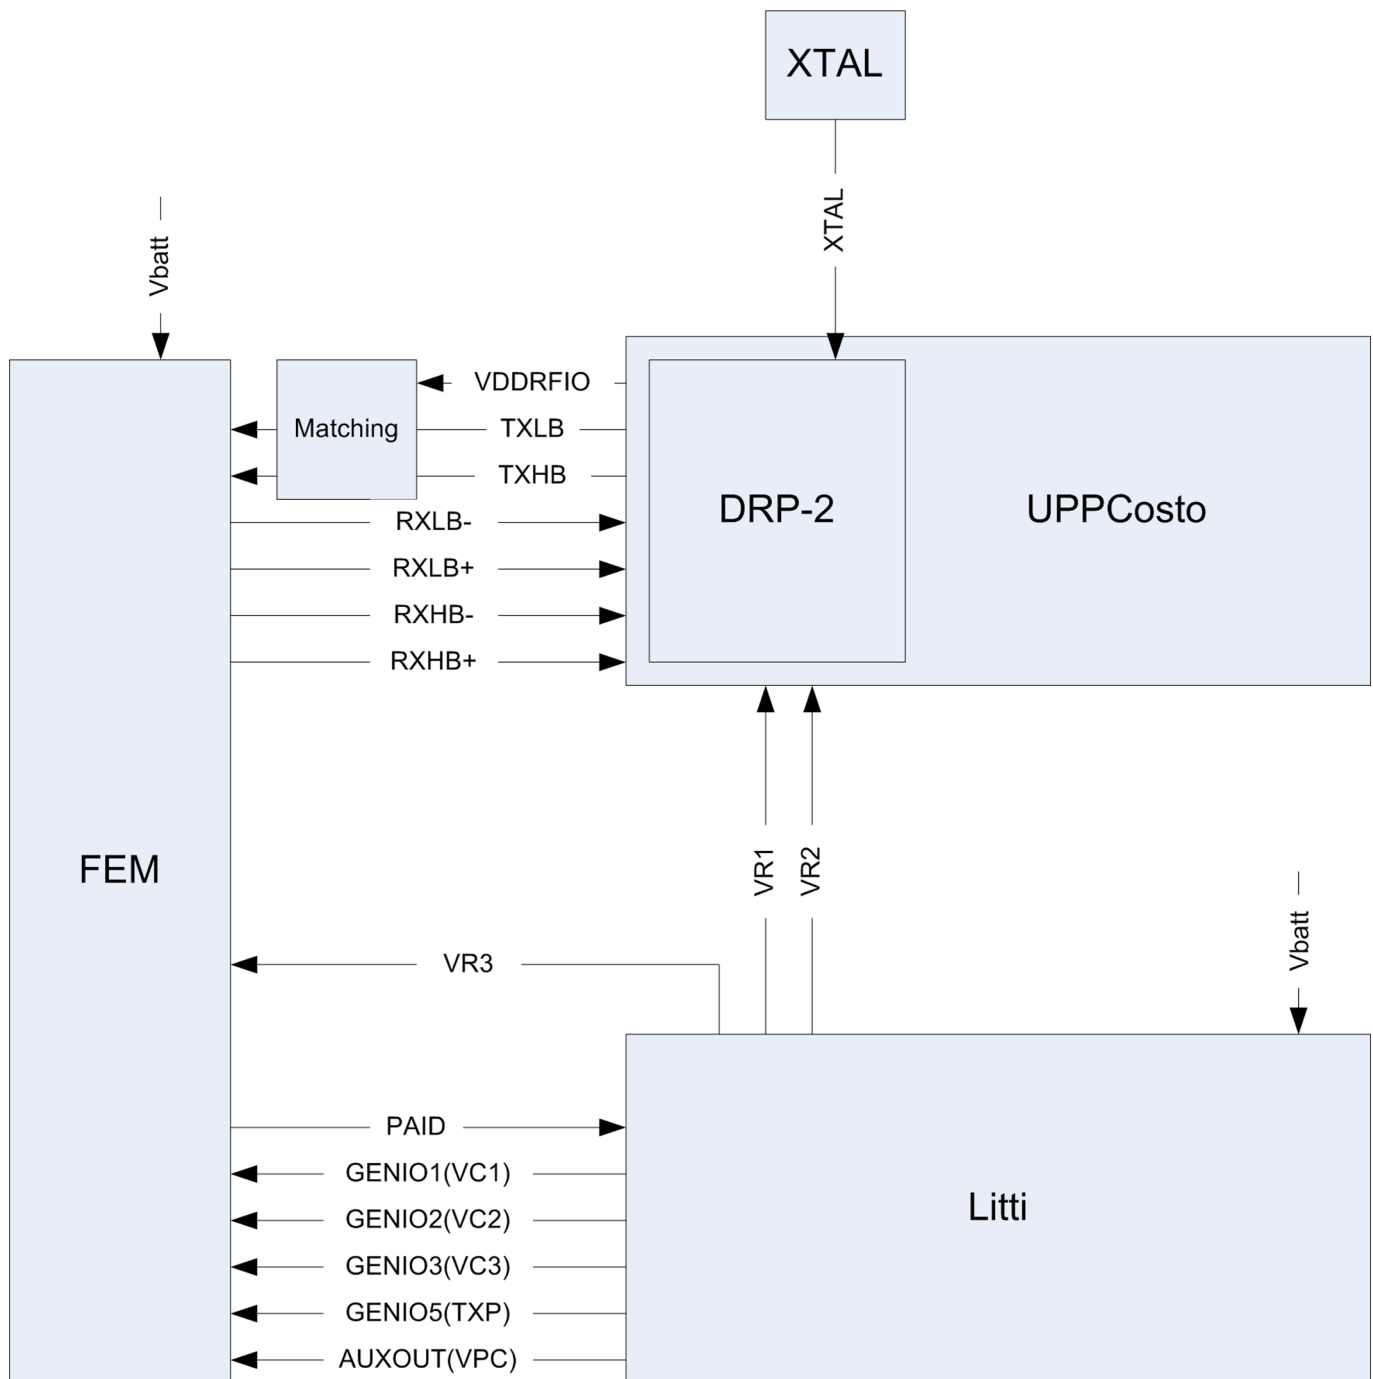 XTAL
XTAL
Vbatt
VDDRFIO
Matching
TXLB
TXHB
DRP-2
UPPCosto
RXLB-
RXLB+
RXHB-
RXHB+
FEM
VR1
VR2
Vbatt
VR3
PAID
GENIO1(VC1)
Litti
GENIO2(VC2)
GENIO3(VC3)
GENIO5(TXP)
AUXOUT(VPC)